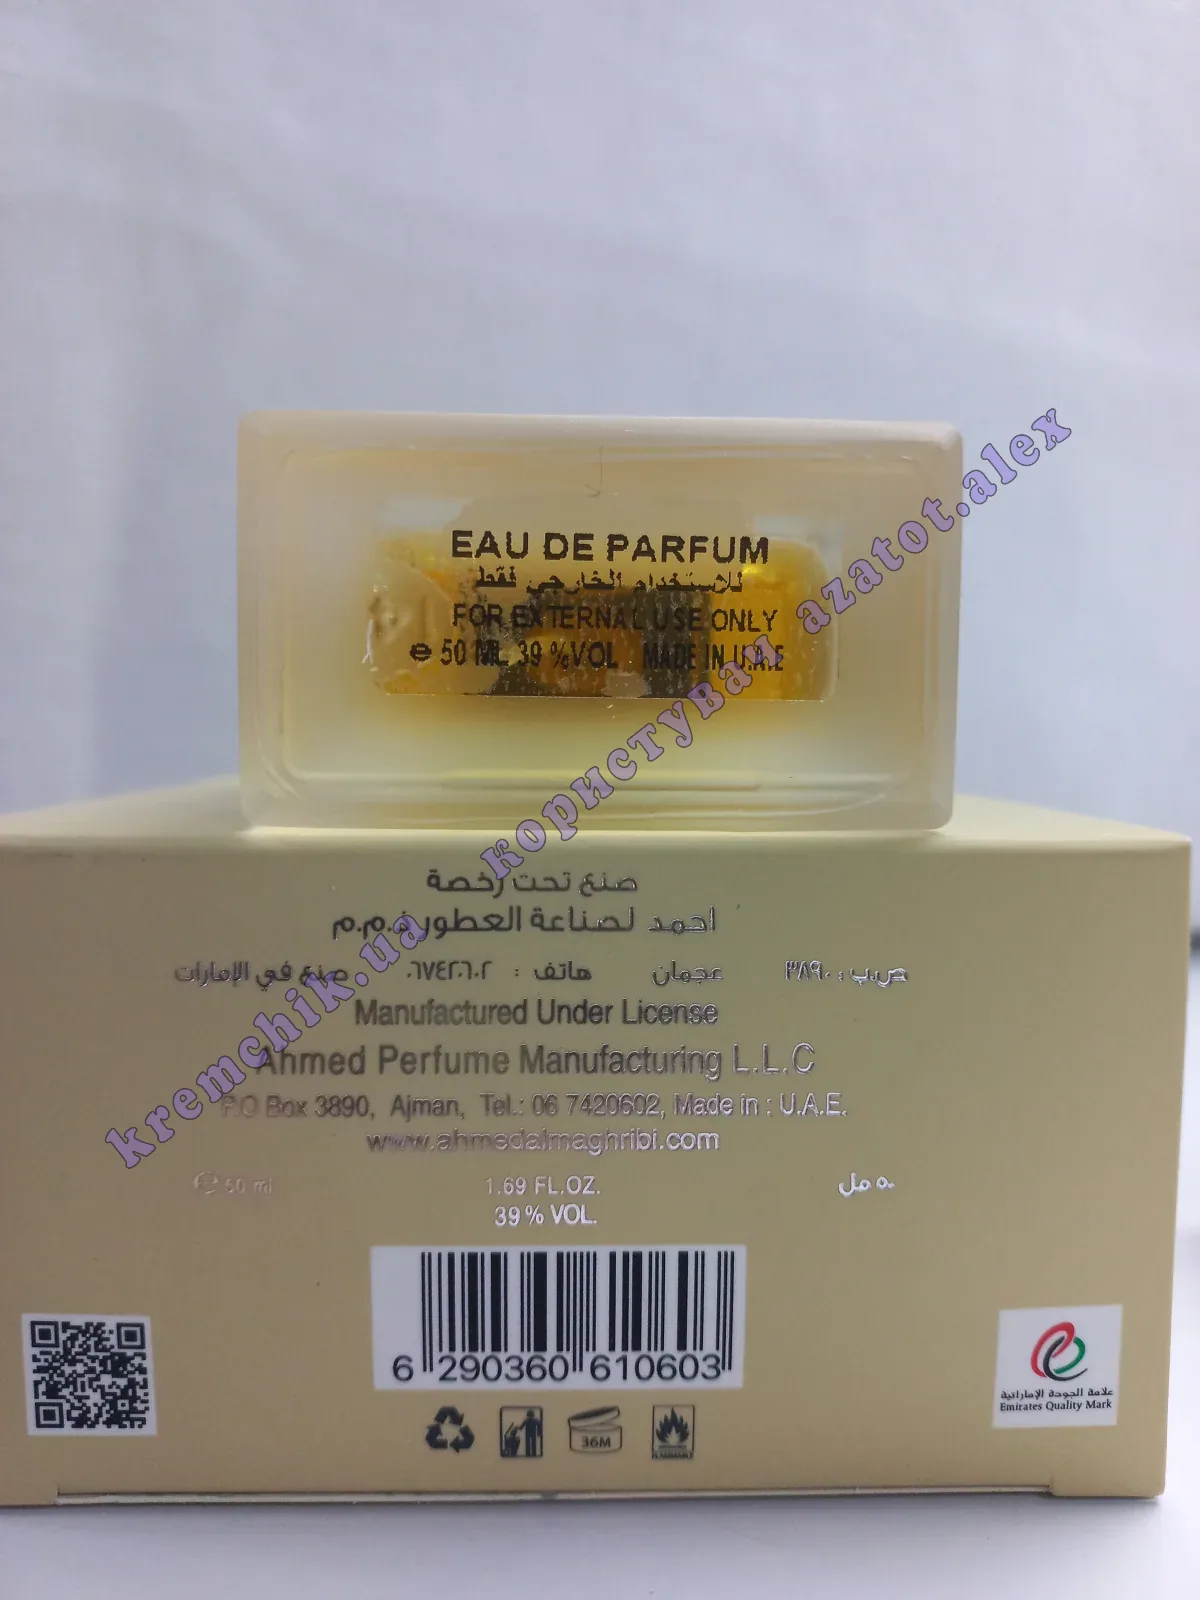 EAU DE PARFUM
للاستخدام الخارجي فقط
FOR EXTERNAL USE ONLY
℮ 50 ML 39 %VOL MADE IN U.A.E
kremchik.ua користувач azatot.alex
صنع تحت رخصة
احمد لصناعة العطور ذ.م.م
ص.ب : ٣٨٩٠ عجمان هاتف : ٠٦٧٤٢٠٦٠٢ صنع في الإمارات
Manufactured Under License
Ahmed Perfume Manufacturing L.L.C
P.O Box 3890, Ajman, Tel.: 06 7420602, Made in : U.A.E.
www.ahmedalmaghribi.com
℮ 50 ml 1.69 FL.OZ. ٥٠ مل
39% VOL.
6 290360 610603
علامة الجودة الإماراتية
Emirates Quality Mark
36M
FLAMMABLE